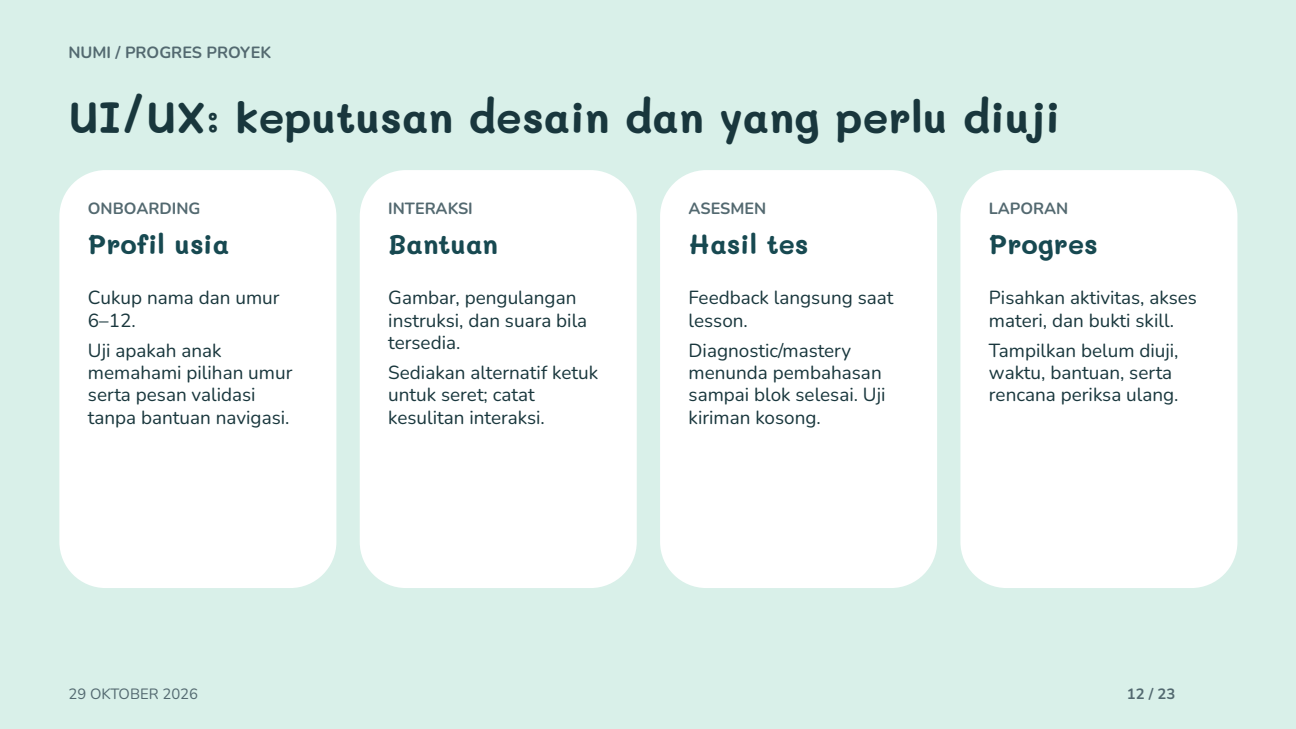 NUMI / PROGRES PROYEK
UI/UX: keputusan desain dan yang perlu diuji
ONBOARDING
Profil usia
Cukup nama dan umur
6–12.
Uji apakah anak
memahami pilihan umur
serta pesan validasi
tanpa bantuan navigasi.
INTERAKSI
Bantuan
Gambar, pengulangan
instruksi, dan suara bila
tersedia.
Sediakan alternatif ketuk
untuk seret; catat
kesulitan interaksi.
ASESMEN
Hasil tes
Feedback langsung saat
lesson.
Diagnostic/mastery
menunda pembahasan
sampai blok selesai. Uji
kiriman kosong.
LAPORAN
Progres
Pisahkan aktivitas, akses
materi, dan bukti skill.
Tampilkan belum diuji,
waktu, bantuan, serta
rencana periksa ulang.
29 OKTOBER 2026
12 / 23